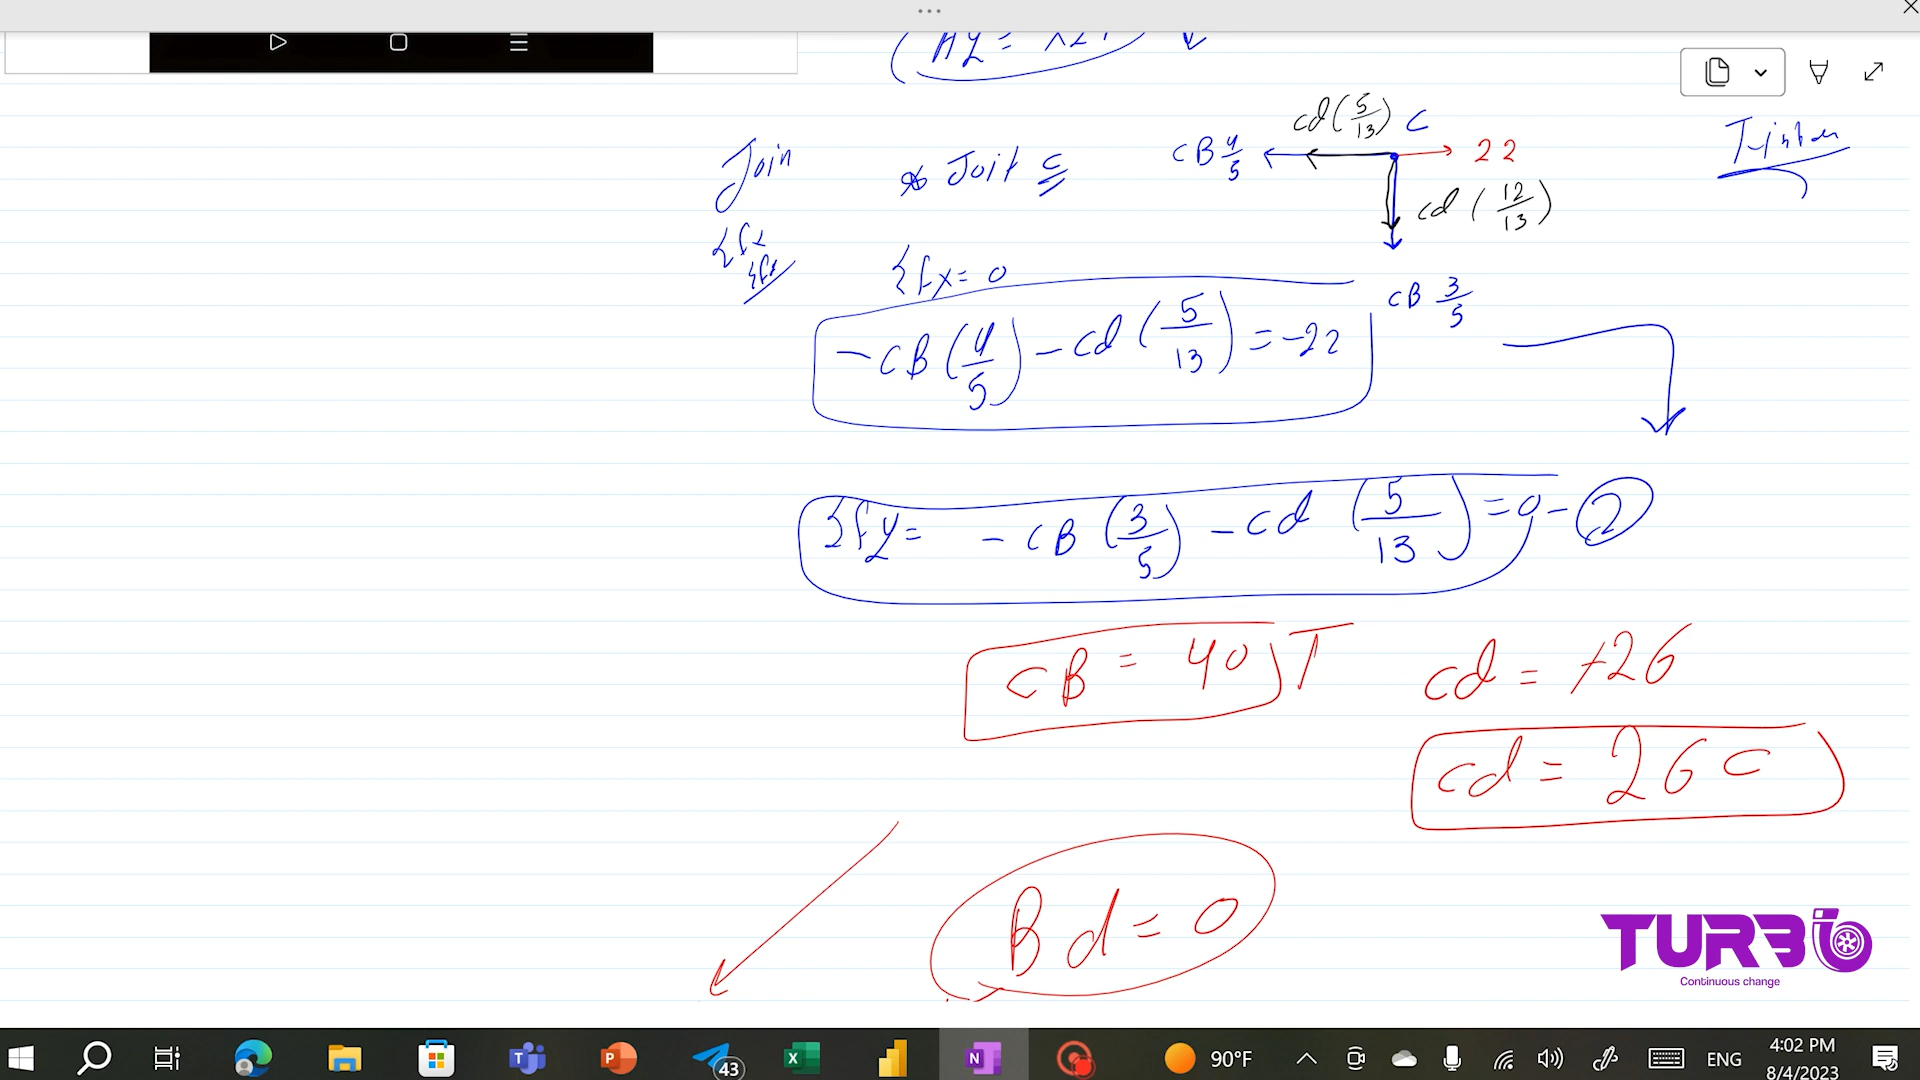 cd (5/13) C
Join
* Joit C
CB 4/5
22
cd (12/13)
Σfx
Σfx = 0
CB 3/5
- CB (4/5) - cd (5/13) = -22
Σfy = - CB (3/5) - cd (5/13) = 0 - 2
CB = 40 T
cd = +26
cd = 26 C
Bd = 0
TURBO
Continuous change
43
90°F
ENG
4:02 PM
8/4/2023